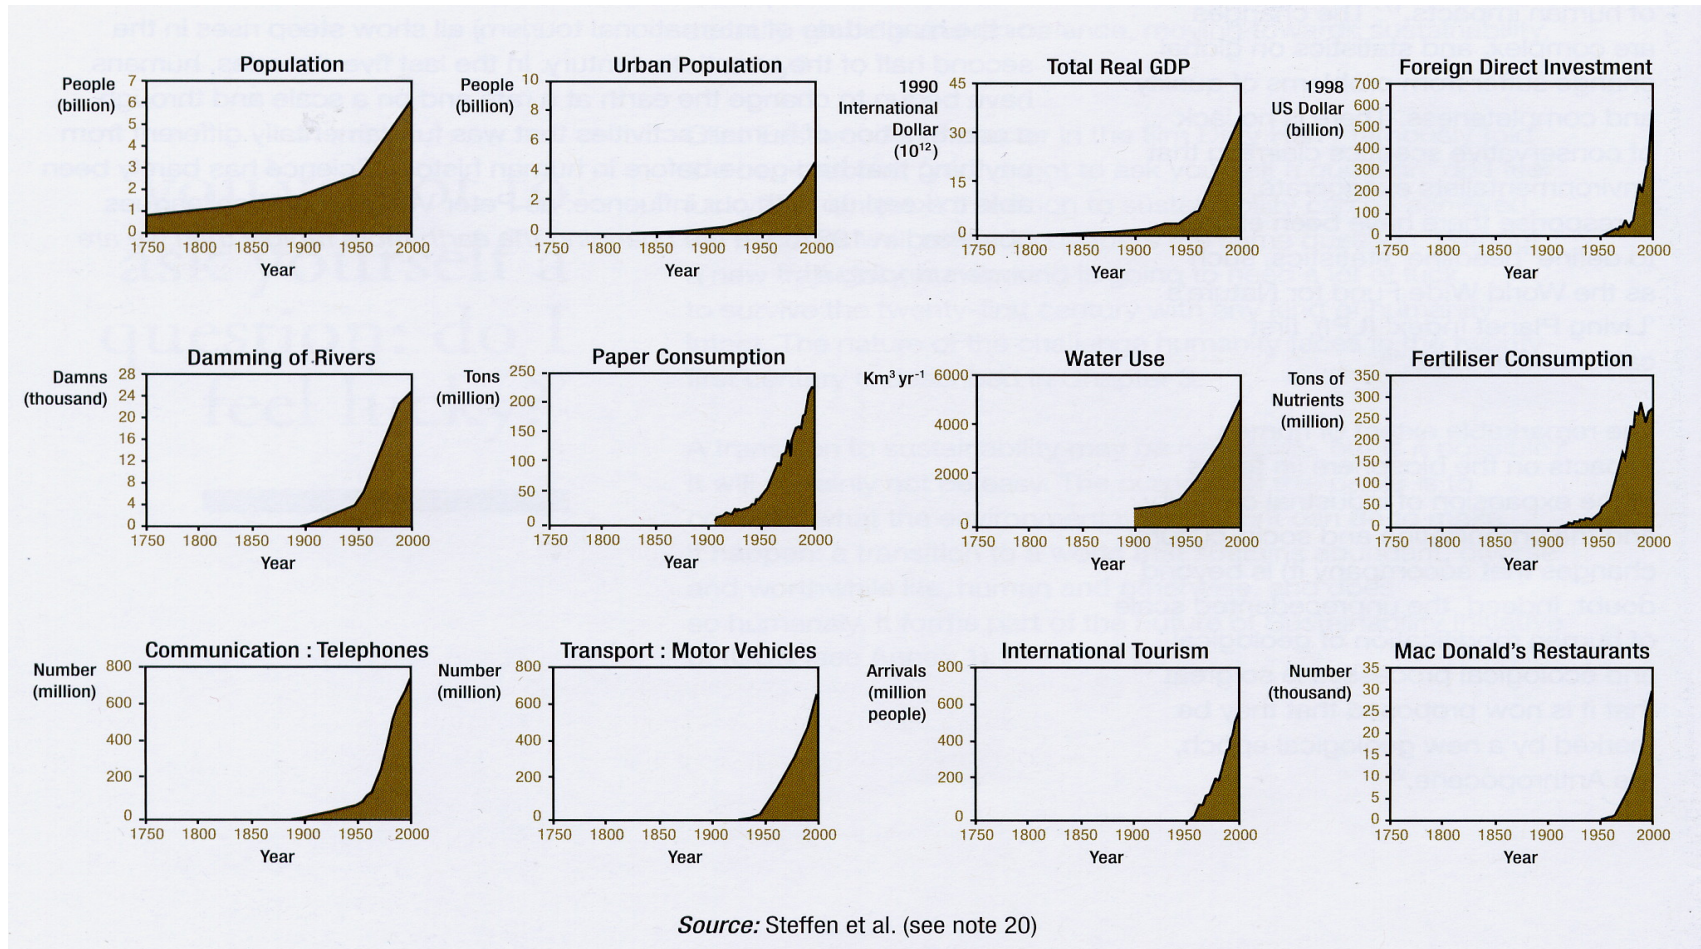 Population
People
(billion)
7
6
5
4
3
2
1
0
1750 1800 1850 1900 1950 2000
Year
Urban Population
People
(billion)
10
8
6
4
2
0
1750 1800 1850 1900 1950 2000
Year
Total Real GDP
1990
International
Dollar
(10¹²)
45
30
15
0
1750 1800 1850 1900 1950 2000
Year
Foreign Direct Investment
1998
US Dollar
(billion)
700
600
500
400
300
200
100
0
1750 1800 1850 1900 1950 2000
Year
Damming of Rivers
Damns
(thousand)
28
24
20
16
12
8
4
0
1750 1800 1850 1900 1950 2000
Year
Paper Consumption
Tons
(million)
250
200
150
100
50
0
1750 1800 1850 1900 1950 2000
Year
Water Use
Km³ yr⁻¹
6000
4000
2000
0
1750 1800 1850 1900 1950 2000
Year
Fertiliser Consumption
Tons of
Nutrients
(million)
350
300
250
200
150
100
50
0
1750 1800 1850 1900 1950 2000
Year
Communication : Telephones
Number
(million)
800
600
400
200
0
1750 1800 1850 1900 1950 2000
Year
Transport : Motor Vehicles
Number
(million)
800
600
400
200
0
1750 1800 1850 1900 1950 2000
Year
International Tourism
Arrivals
(million
people)
800
600
400
200
0
1750 1800 1850 1900 1950 2000
Year
Mac Donald's Restaurants
Number
(thousand)
35
30
25
20
15
10
5
0
1750 1800 1850 1900 1950 2000
Year
Source: Steffen et al. (see note 20)